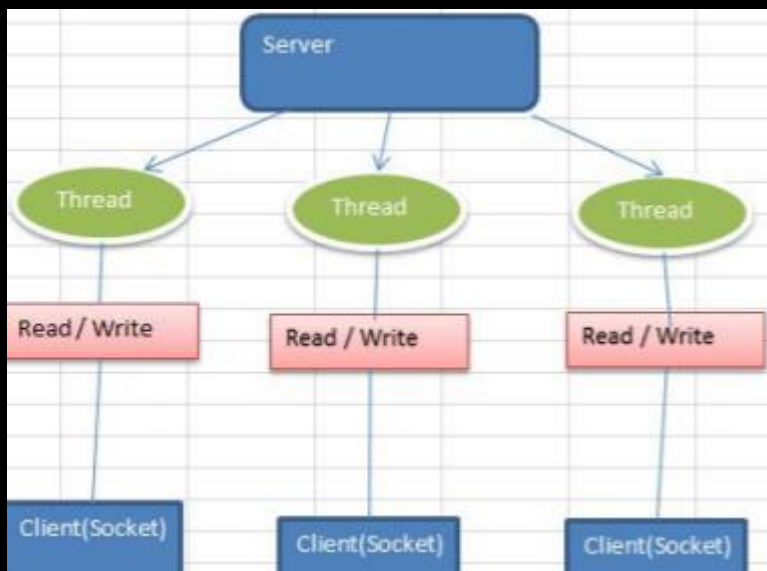 Server
Thread
Thread
Thread
Read / Write
Read / Write
Read / Write
Client(Socket)
Client(Socket)
Client(Socket)